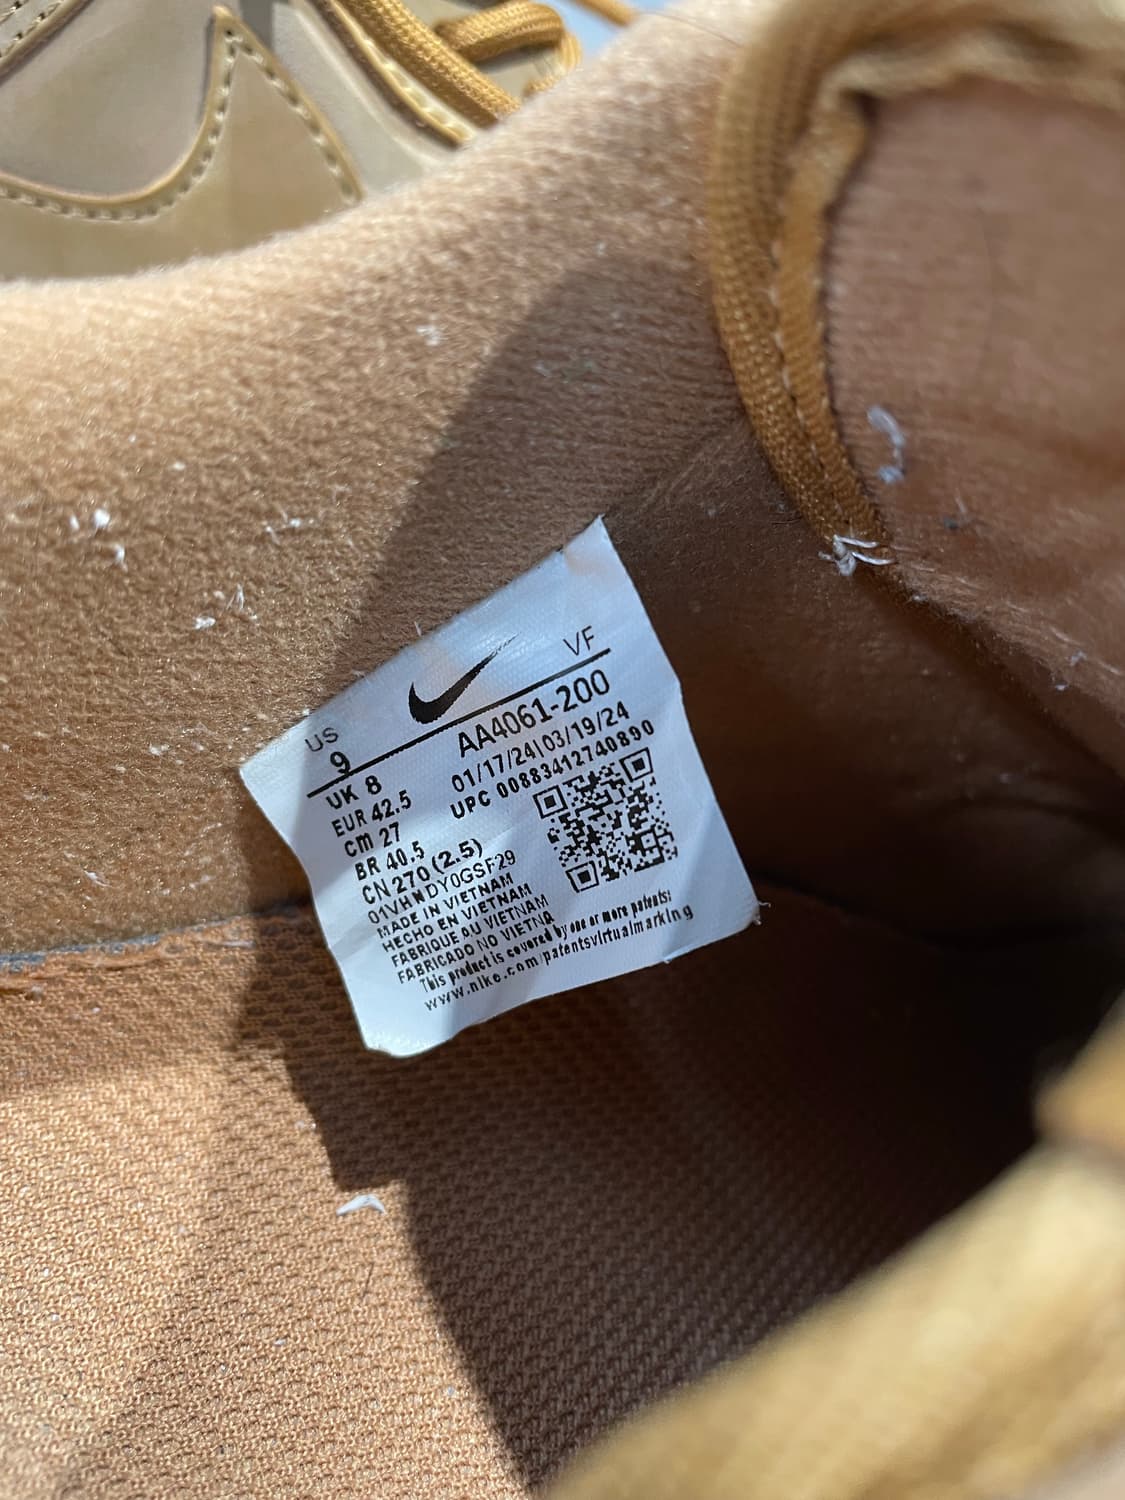 VF
US
9
AA4061-200
UK 8
01/17/24|03/19/24
EUR 42.5
UPC 00883412740890
cm 27
BR 40.5
CN 270 (2.5)
01VHW DY0GSF29
MADE IN VIETNAM
HECHO EN VIETNAM
FABRIQUE AU VIETNAM
FABRICADO NO VIETNA
This product is covered by one or more patents:
www.nike.com/patentsvirtualmarking